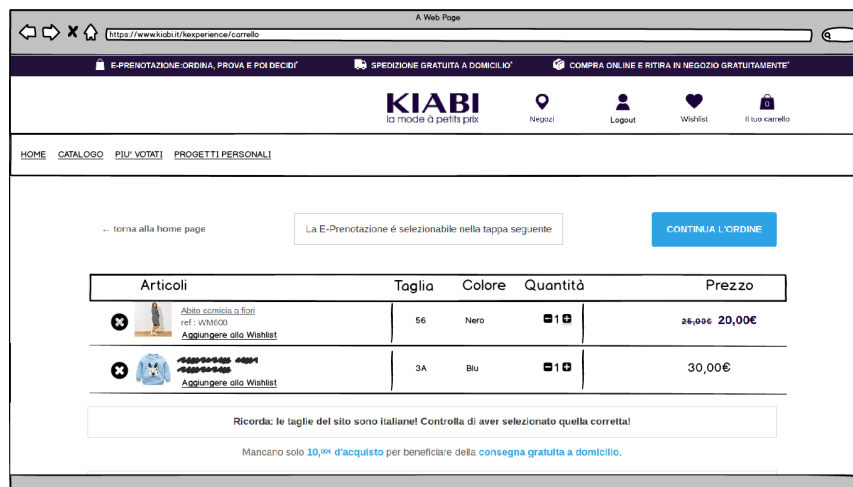 A Web Page
https://www.kiabi.it/kexperience/carrello
E-PRENOTAZIONE:ORDINA, PROVA E POI DECIDI* SPEDIZIONE GRATUITA A DOMICILIO* COMPRA ONLINE E RITIRA IN NEGOZIO GRATUITAMENTE*
KIABI
la mode à petits prix
Negozi Logout Wishlist 0 Il tuo carrello
HOME CATALOGO PIU' VOTATI PROGETTI PERSONALI
← torna alla home page La E-Prenotazione é selezionabile nella tappa seguente CONTINUA L'ORDINE
Articoli Taglia Colore Quantità Prezzo
Abito camicia a fiori
ref : WM608 56 Nero 1 25,00€ 20,00€
Aggiungere alla Wishlist
3A Blu 1 30,00€
Aggiungere alla Wishlist
Ricorda: le taglie del sito sono italiane! Controlla di aver selezionato quella corretta!
Mancano solo 10,00€ d'acquisto per beneficiare della consegna gratuita a domicilio.